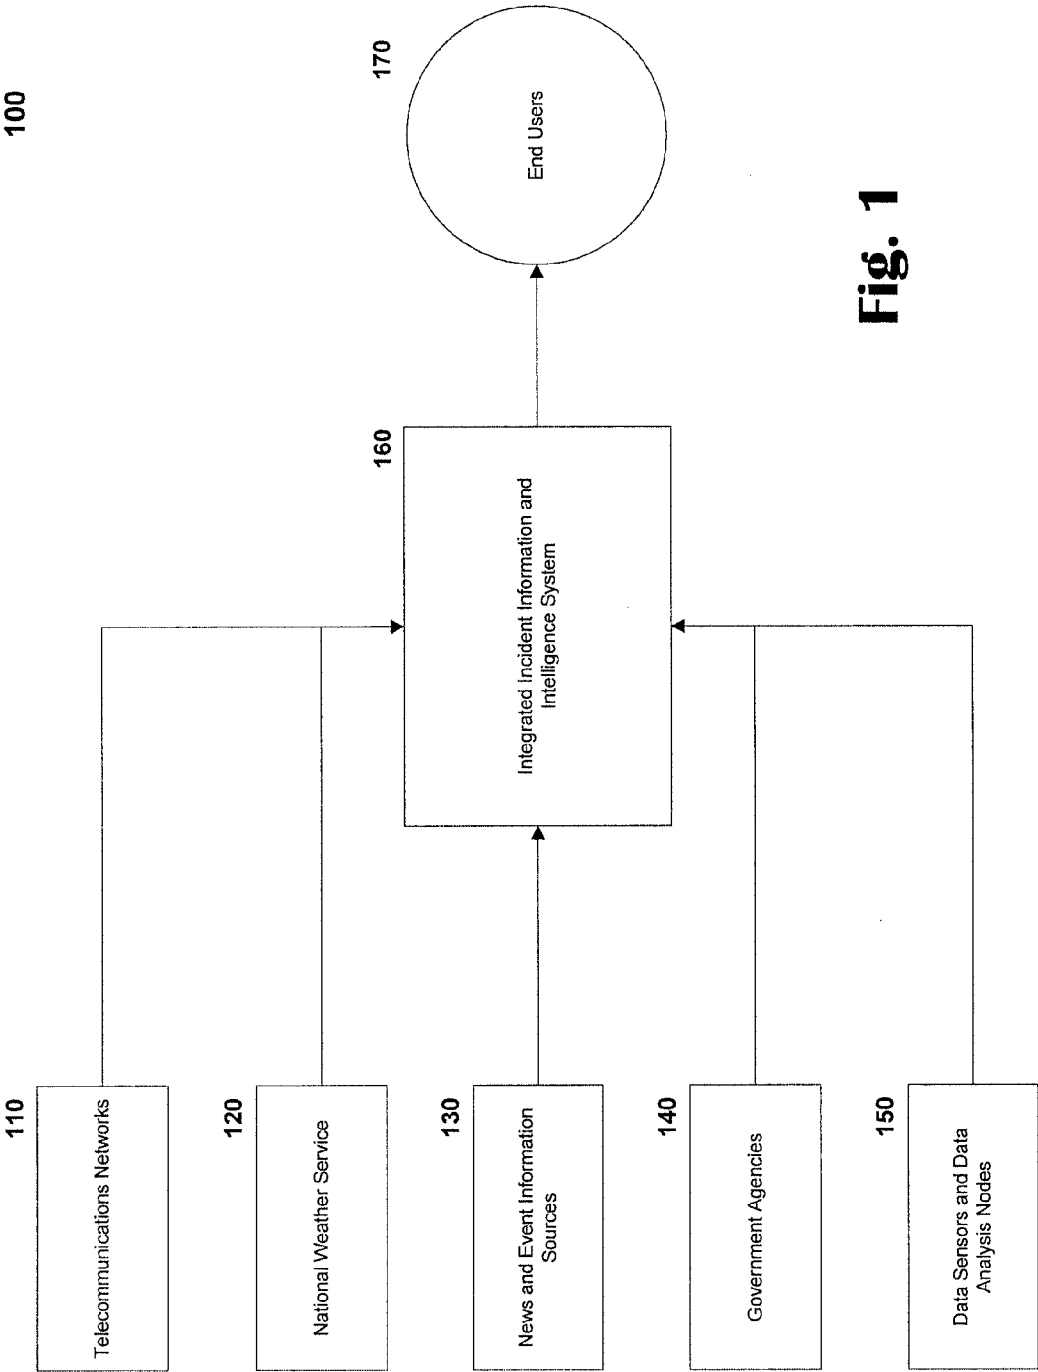 100
110
Telecommunications Networks
120
National Weather Service
130
News and Event Information
Sources
140
Government Agencies
150
Data Sensors and Data
Analysis Nodes
160
Integrated Incident Information and
Intelligence System
170
End Users
Fig. 1